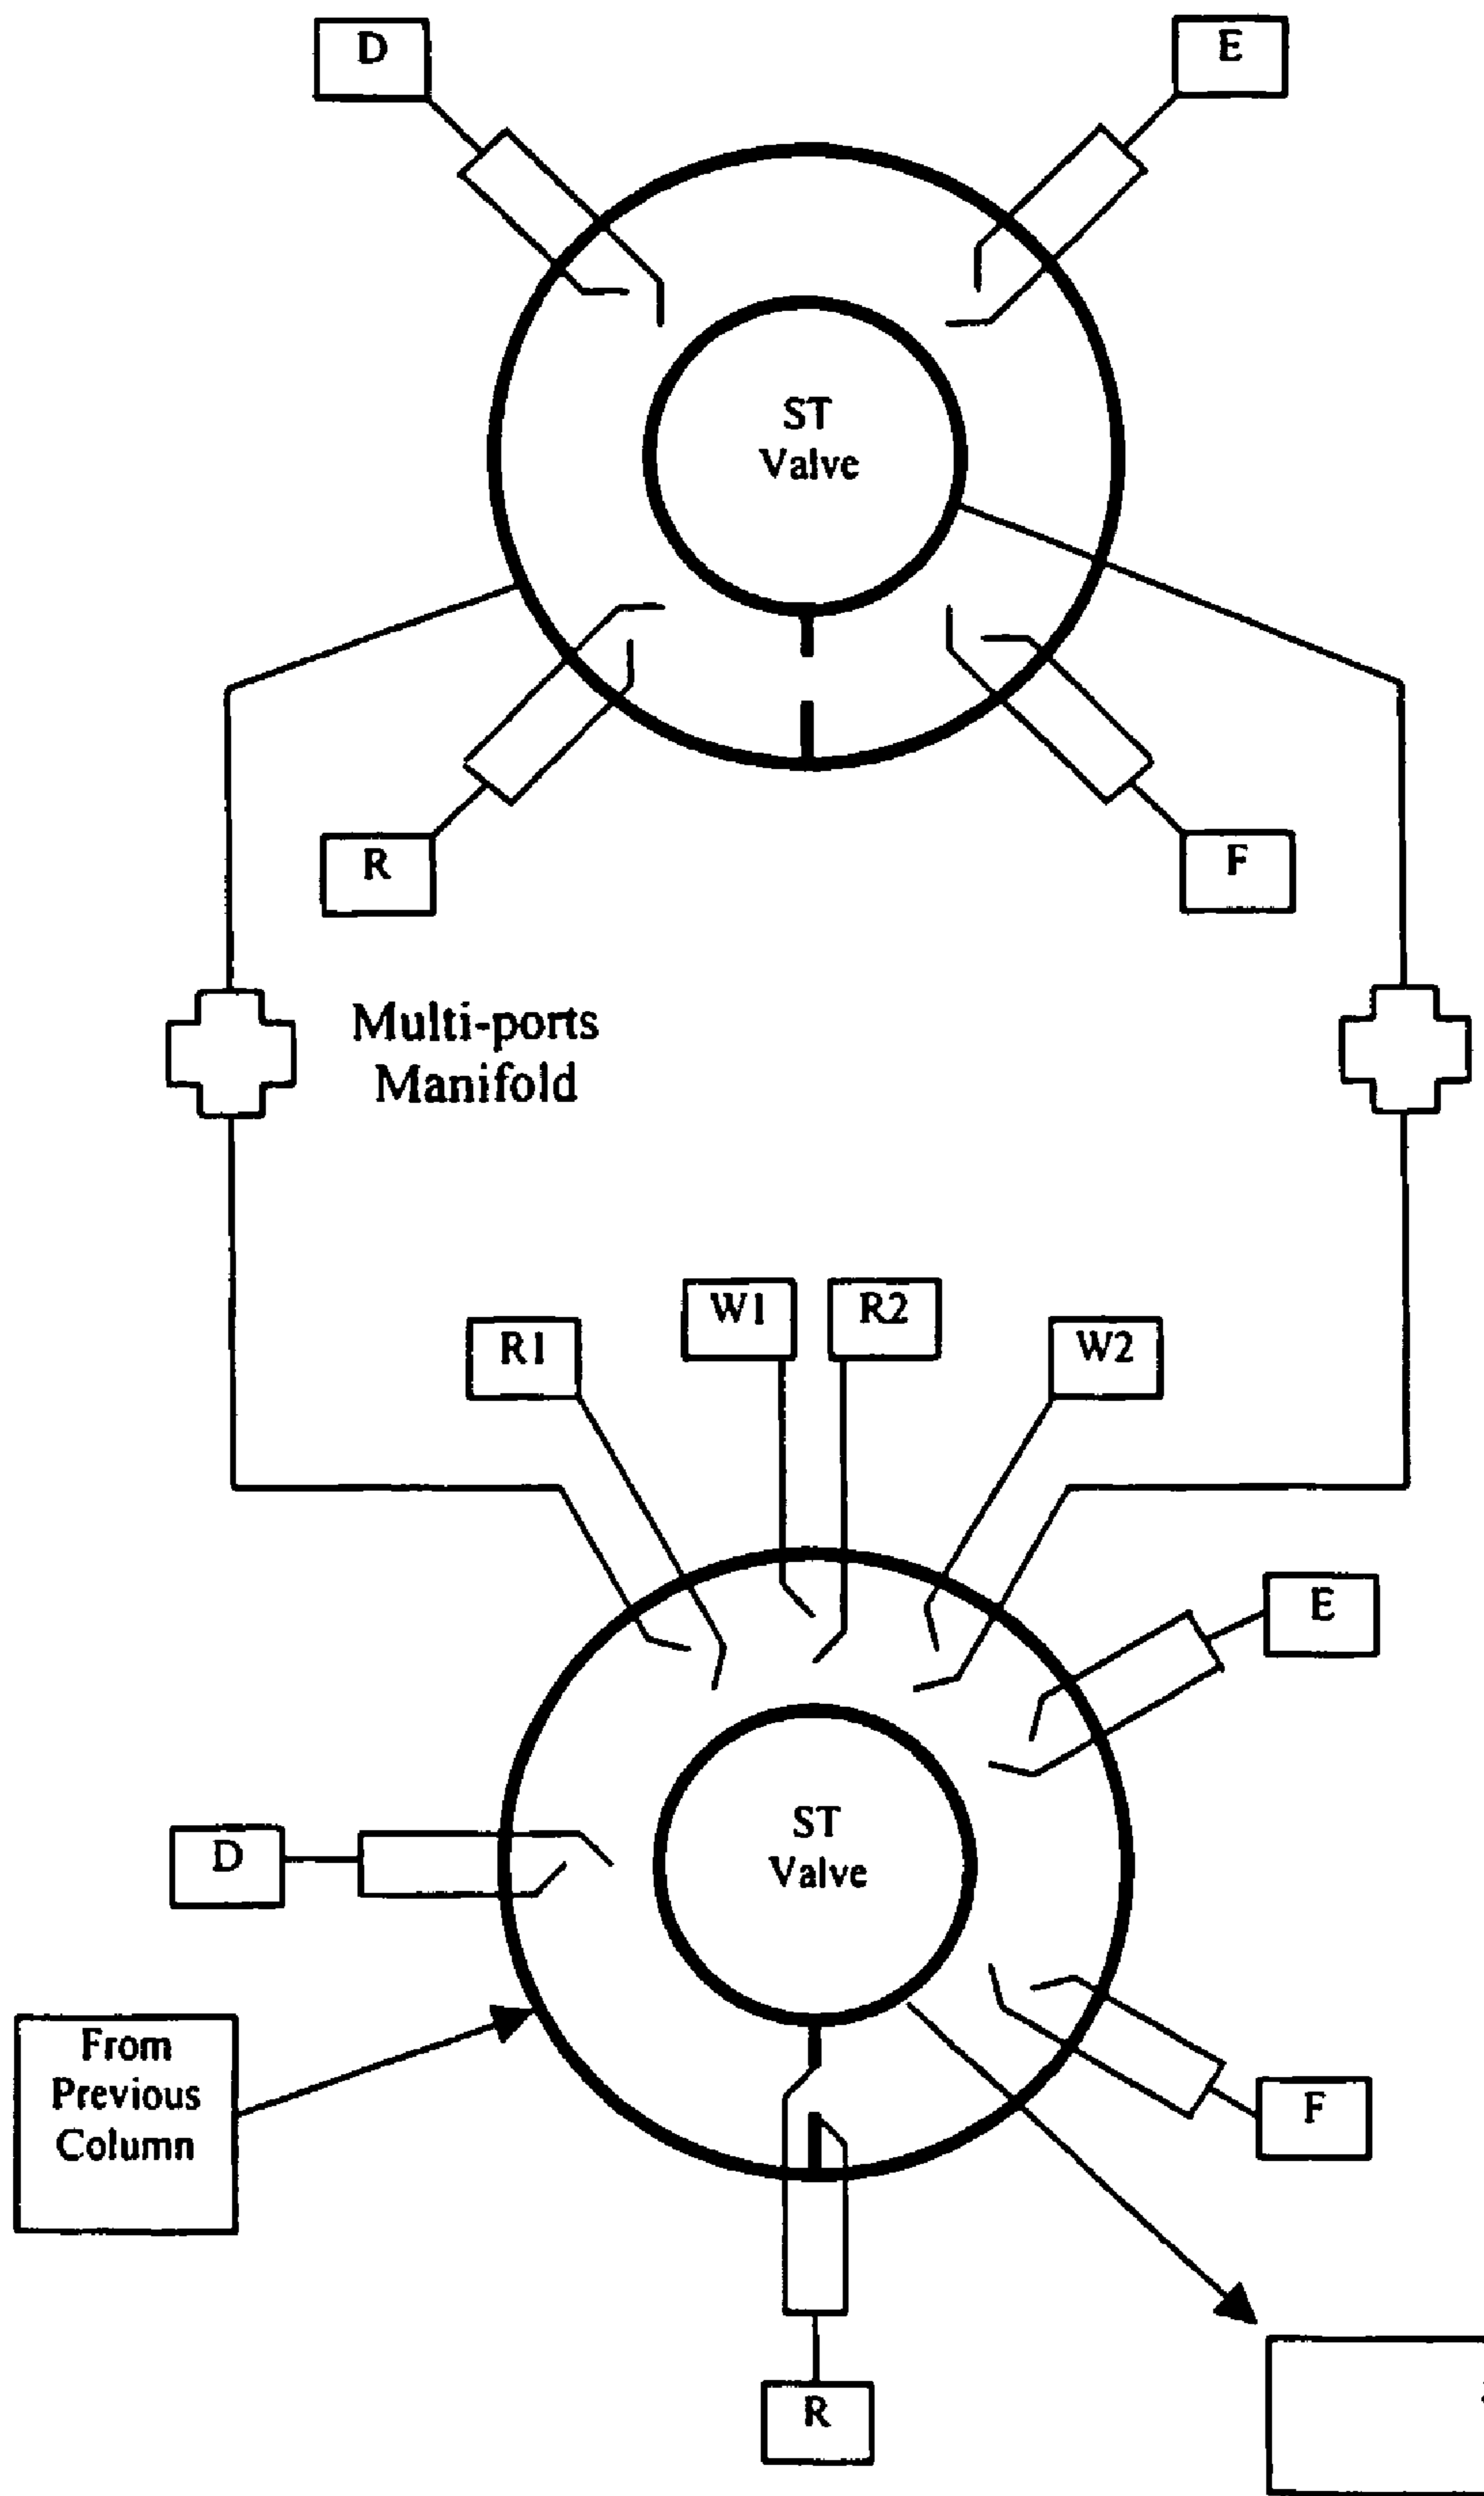 D
E
ST
Valve
R
F
Multi-ports
Manifold
W1
R2
R1
W2
E
ST
Valve
D
From
Previous
Column
F
R